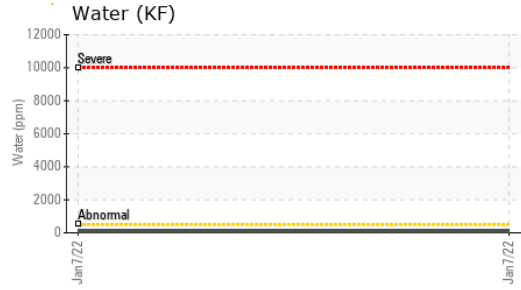 Water (KF)
12000
Severe
10000
8000
6000
4000
2000
Abnormal
0
Water (ppm)
Jan7/22
Jan7/22